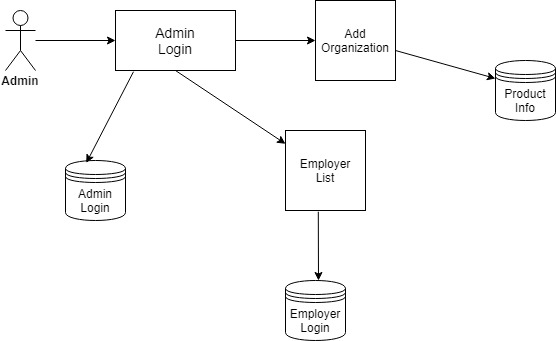 Admin
Admin
Login
Add
Organization
Product
Info
Admin
Login
Employer
List
Employer
Login